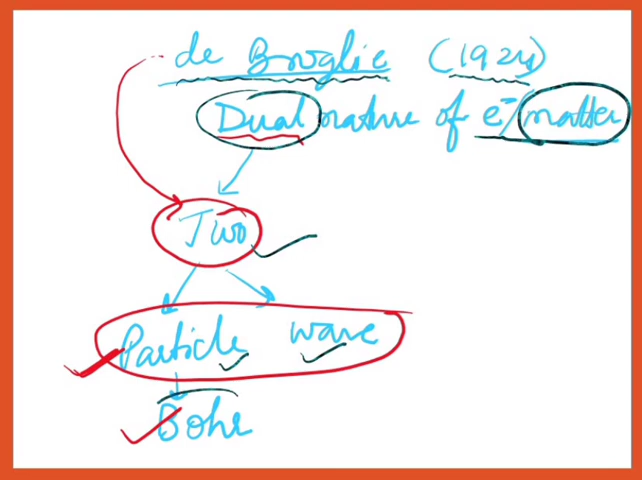 de Broglie (1924)
Dual nature of e⁻/matter
Two
Particle wave
Bohr